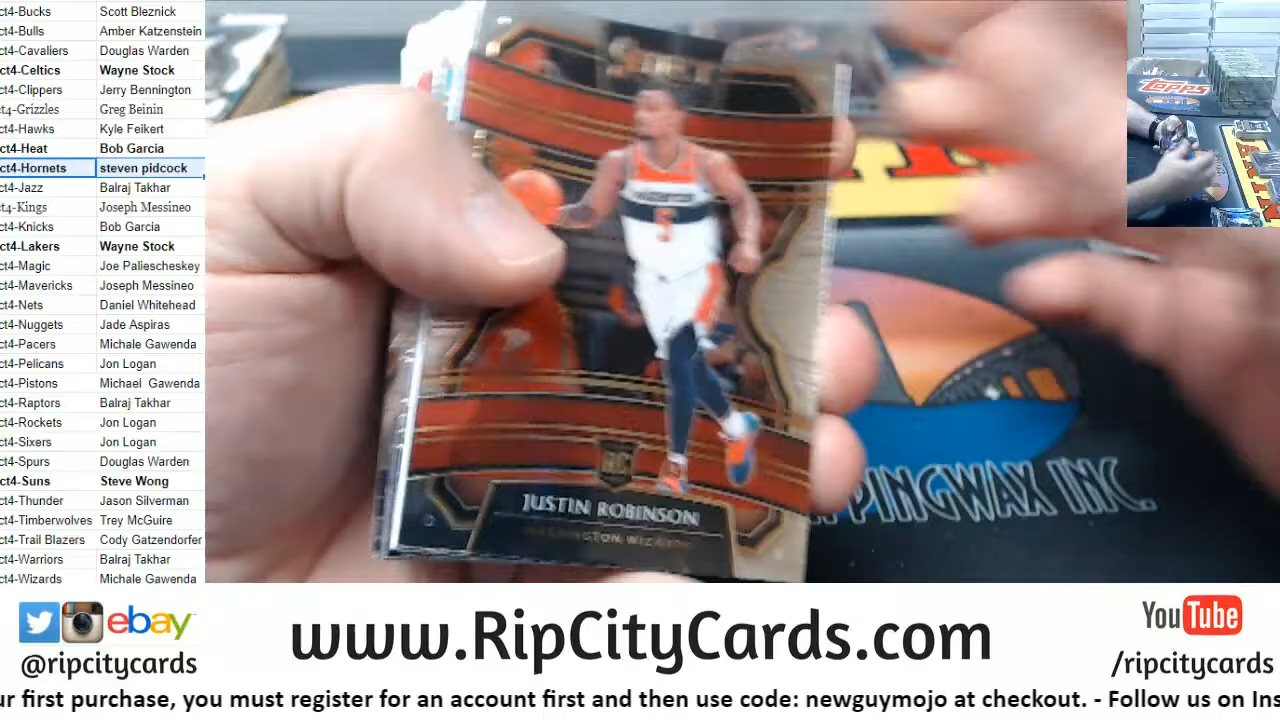 ct4-Bucks Scott Bleznick
ct4-Bulls Amber Katzenstein
ct4-Cavaliers Douglas Warden
ct4-Celtics Wayne Stock
ct4-Clippers Jerry Bennington
ct4-Grizzles Greg Beinin
ct4-Hawks Kyle Feikert
ct4-Heat Bob Garcia
ct4-Hornets steven pidcock
ct4-Jazz Balraj Takhar
ct4-Kings Joseph Messineo
ct4-Knicks Bob Garcia
ct4-Lakers Wayne Stock
ct4-Magic Joe Paliescheskey
ct4-Mavericks Joseph Messineo
ct4-Nets Daniel Whitehead
ct4-Nuggets Jade Aspiras
ct4-Pacers Michale Gawenda
ct4-Pelicans Jon Logan
ct4-Pistons Michael Gawenda
ct4-Raptors Balraj Takhar
ct4-Rockets Jon Logan
ct4-Sixers Jon Logan
ct4-Spurs Douglas Warden
ct4-Suns Steve Wong
ct4-Thunder Jason Silverman
ct4-Timberwolves Trey McGuire
ct4-Trail Blazers Cody Gatzendorfer
ct4-Warriors Balraj Takhar
ct4-Wizards Michale Gawenda
Topps
5
RC
JUSTIN ROBINSON
PPINGWAX INC.
ebay
@ripcitycards
www.RipCityCards.com
YouTube
/ripcitycards
ur first purchase, you must register for an account first and then use code: newguymojo at checkout. - Follow us on Ins